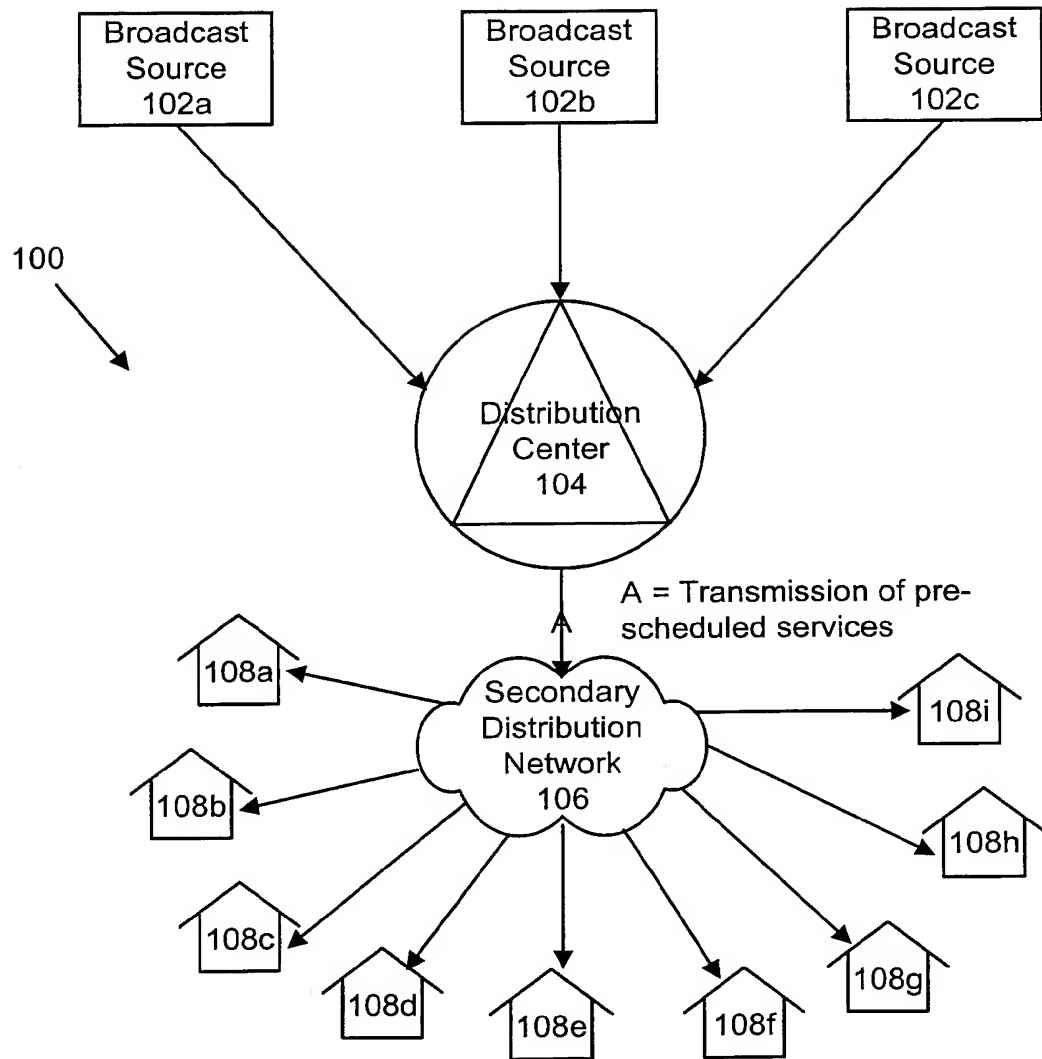 Broadcast
Source
102a
Broadcast
Source
102b
Broadcast
Source
102c
100
Distribution
Center
104
A = Transmission of pre-
scheduled services
A
108a
Secondary
Distribution
Network
106
108i
108b
108h
108c
108g
108d
108e
108f